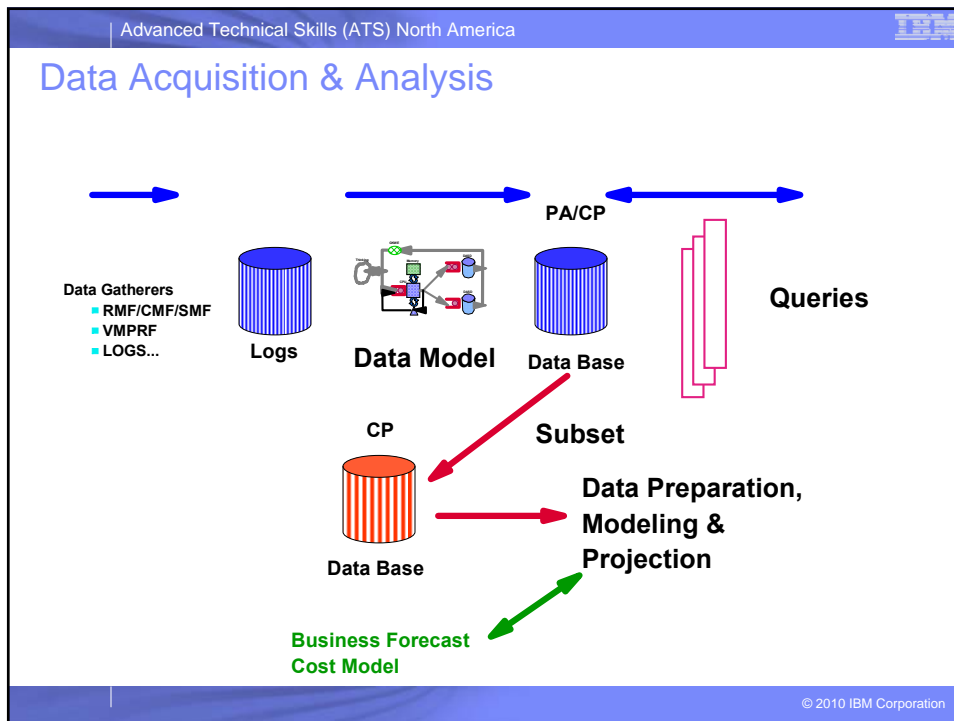 Advanced Technical Skills (ATS) North America
IBM
Data Acquisition & Analysis
PA/CP
Data Gatherers
RMF/CMF/SMF
VMPRF
LOGS...
Logs
Data Model
Data Base
Queries
CP
Subset
Data Base
Data Preparation,
Modeling &
Projection
Business Forecast
Cost Model
© 2010 IBM Corporation